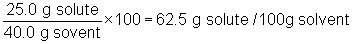 25.0 g solute
40.0 g sovent
×100 = 62.5 g solute /100g solvent